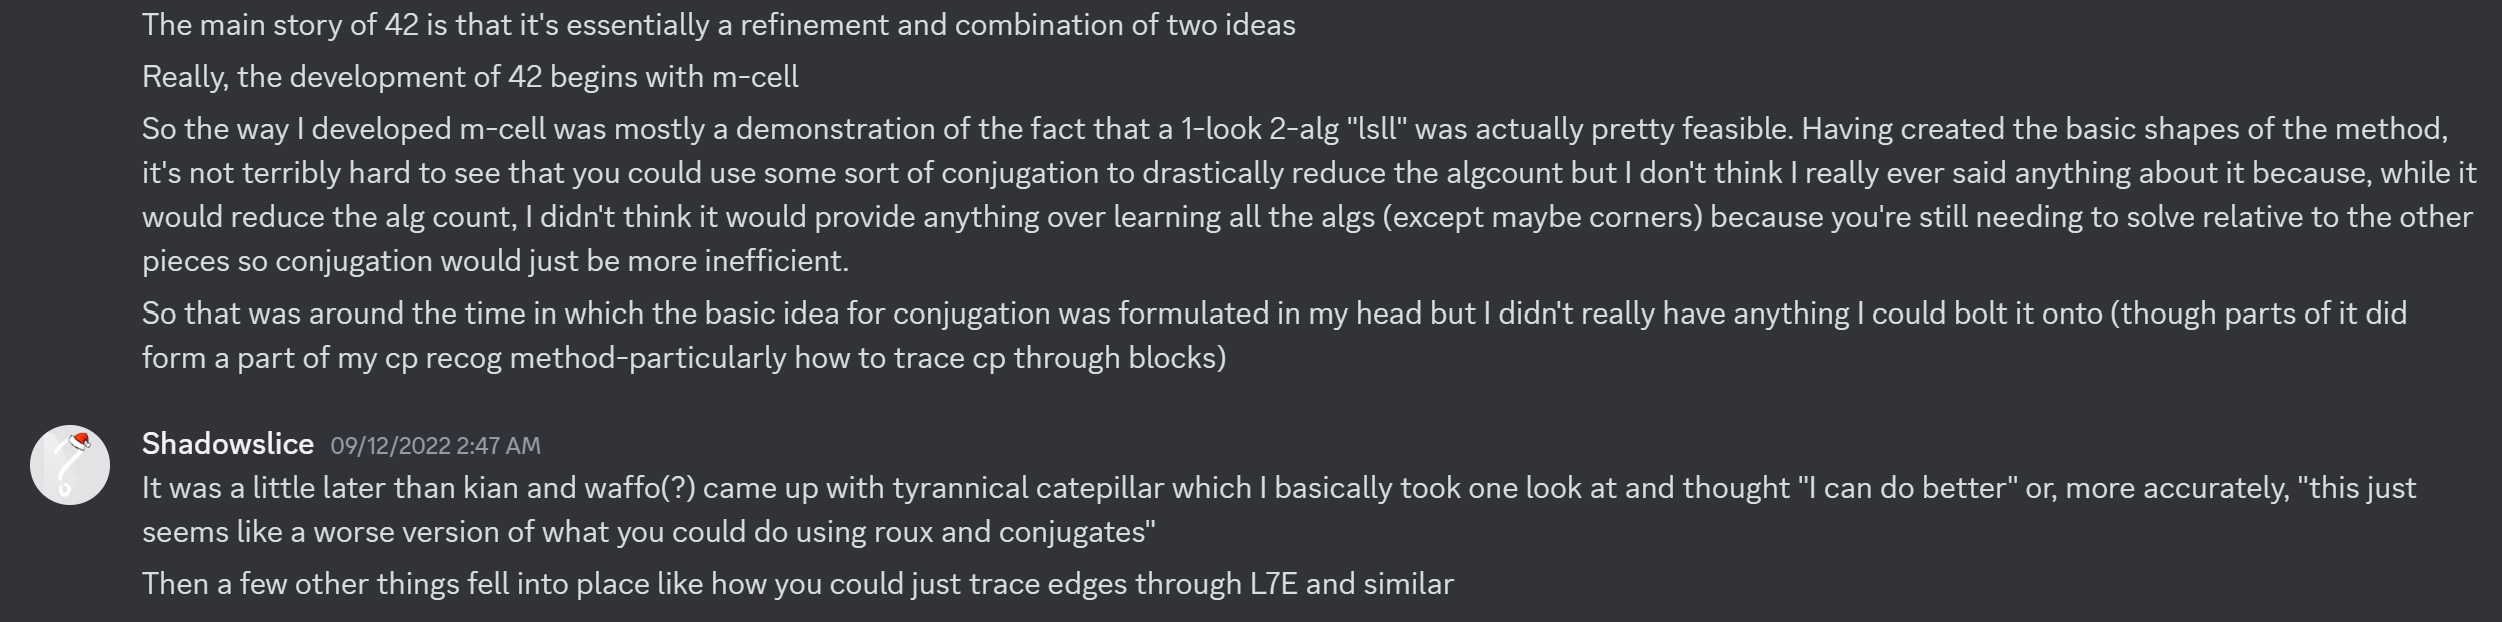 The main story of 42 is that it's essentially a refinement and combination of two ideas
Really, the development of 42 begins with m-cell
So the way I developed m-cell was mostly a demonstration of the fact that a 1-look 2-alg "lsll" was actually pretty feasible. Having created the basic shapes of the method,
it's not terribly hard to see that you could use some sort of conjugation to drastically reduce the algcount but I don't think I really ever said anything about it because, while it
would reduce the alg count, I didn't think it would provide anything over learning all the algs (except maybe corners) because you're still needing to solve relative to the other
pieces so conjugation would just be more inefficient.
So that was around the time in which the basic idea for conjugation was formulated in my head but I didn't really have anything I could bolt it onto (though parts of it did
form a part of my cp recog method-particularly how to trace cp through blocks)
Shadowslice 09/12/2022 2:47 AM
It was a little later than kian and waffo(?) came up with tyrannical catepillar which I basically took one look at and thought "I can do better" or, more accurately, "this just
seems like a worse version of what you could do using roux and conjugates"
Then a few other things fell into place like how you could just trace edges through L7E and similar